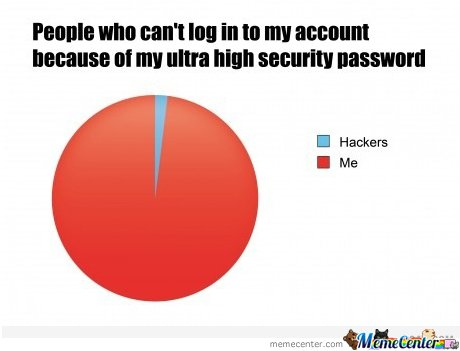 People who can't log in to my account
because of my ultra high security password
Hackers
Me
memecenter.com
MemeCenter